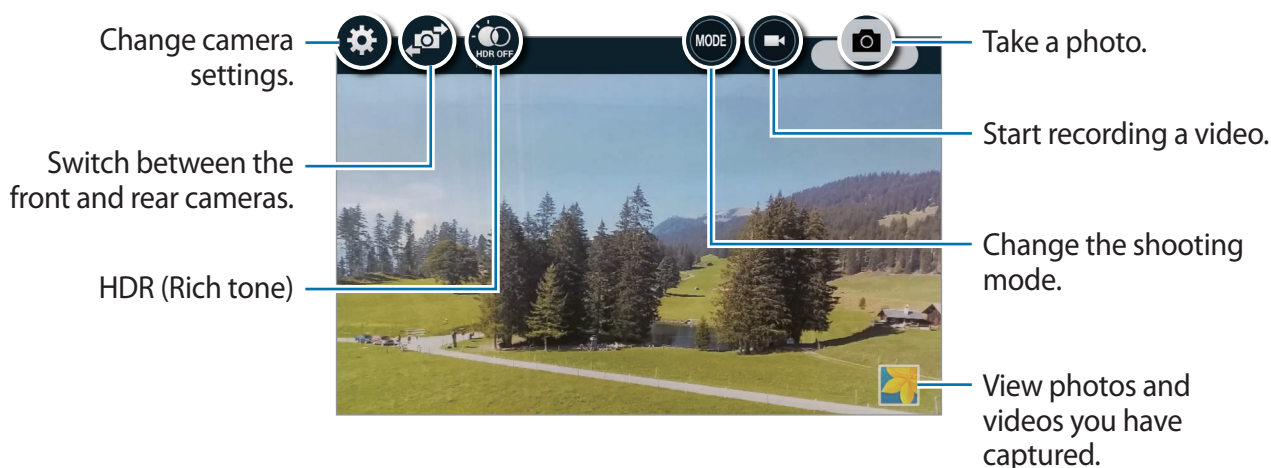 Change camera
settings.
Switch between the
front and rear cameras.
HDR (Rich tone)
HDR OFF
MODE
Take a photo.
Start recording a video.
Change the shooting
mode.
View photos and
videos you have
captured.